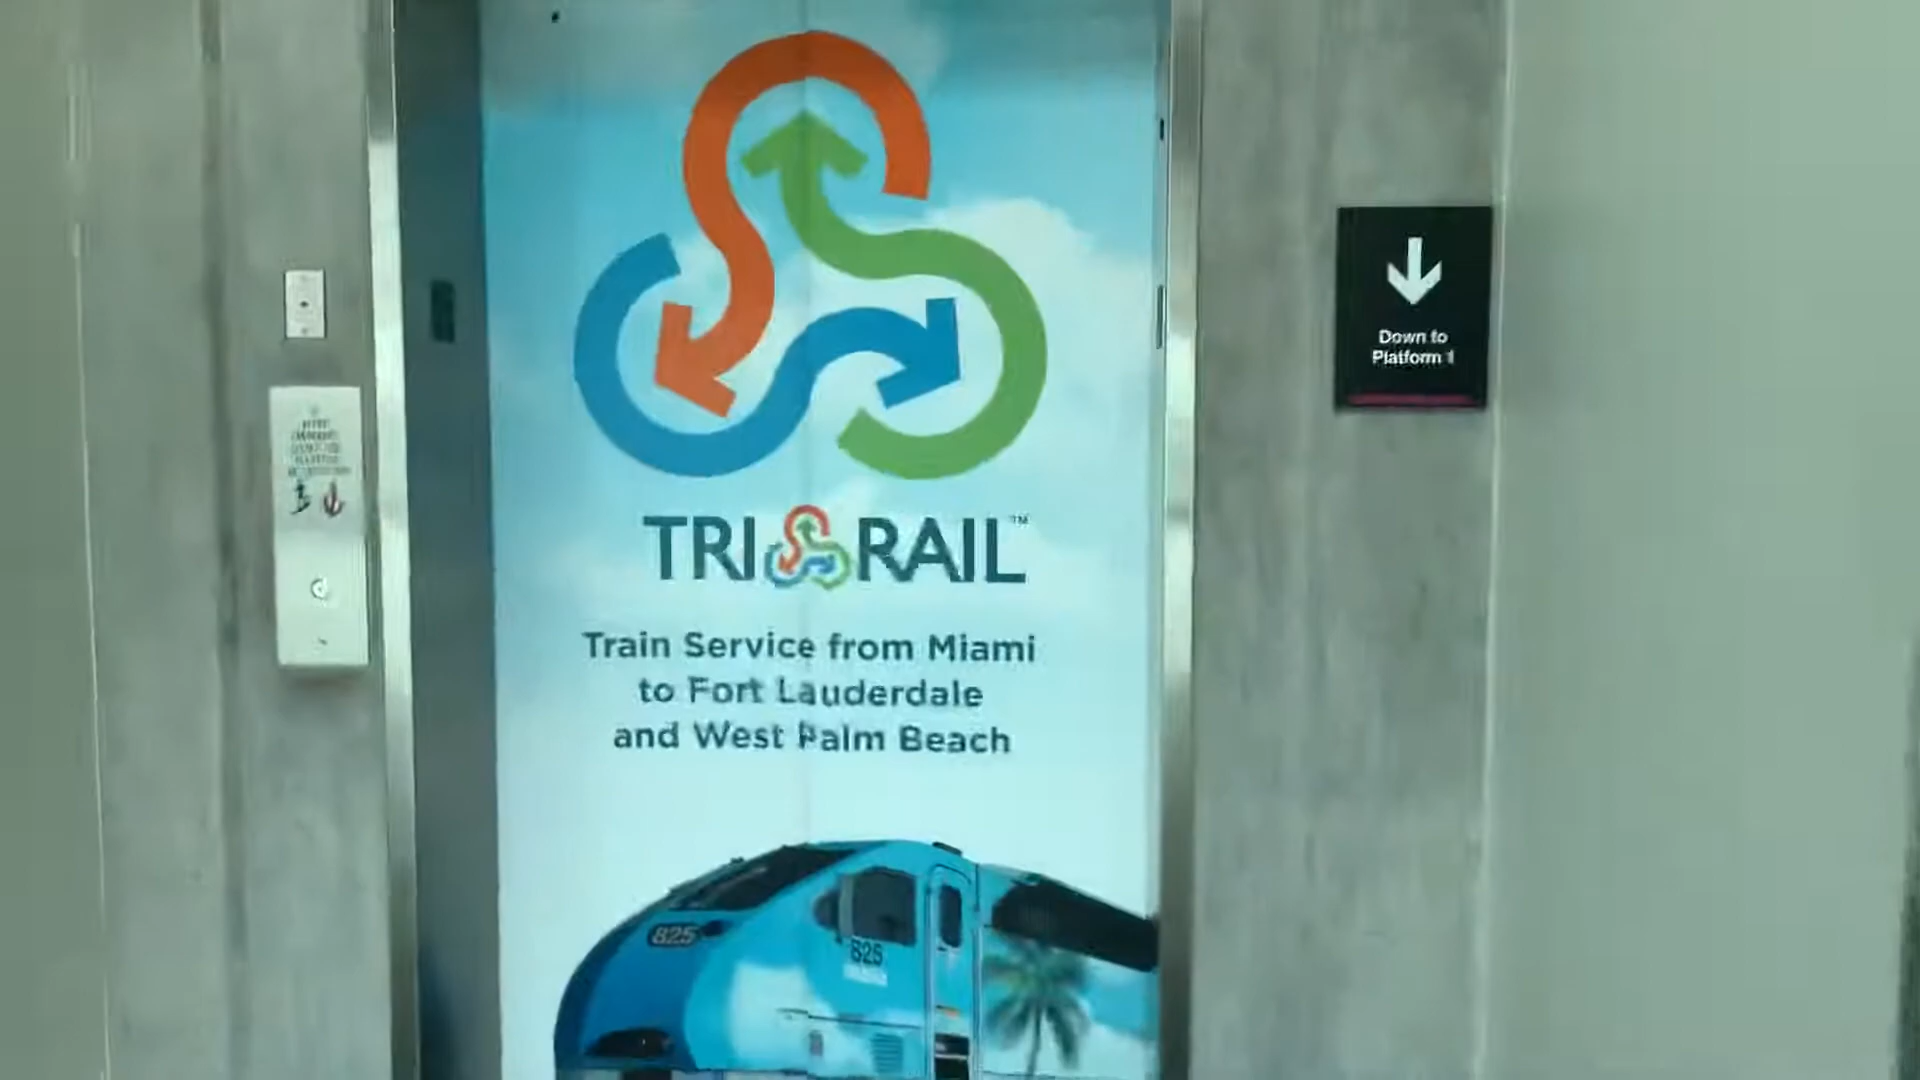 TRI RAIL™
Train Service from Miami
to Fort Lauderdale
and West Palm Beach
825
825
Down to
Platform 1